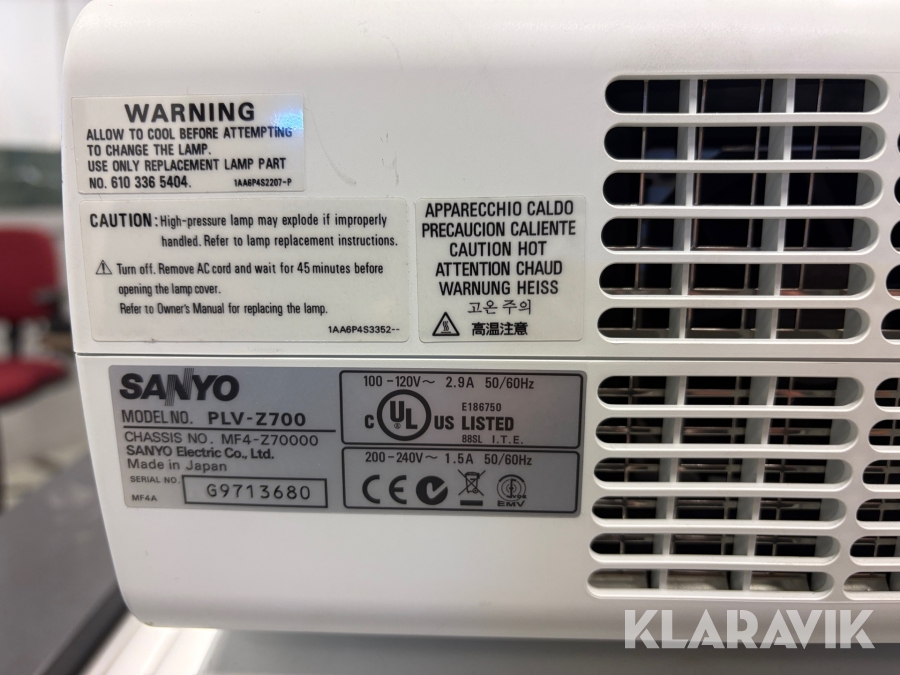 KLARAVIK
WARNING
ALLOW TO COOL BEFORE ATTEMPTING
TO CHANGE THE LAMP.
USE ONLY REPLACEMENT LAMP PART
NO. 610 336 5404.
1AA6P4S2207-P
CAUTION: High-pressure lamp may explode if improperly
handled. Refer to lamp replacement instructions.
Turn off. Remove AC cord and wait for 45 minutes before
opening the lamp cover.
Refer to Owner's Manual for replacing the lamp.
1AA6P4S3352--
APPARECCHIO CALDO
PRECAUCION CALIENTE
CAUTION HOT
ATTENTION CHAUD
WARNUNG HEISS
고온 주의
高温注意
SANYO
MODEL NO. PLV-Z700
CHASSIS NO. MF4-Z70000
SANYO Electric Co., Ltd.
Made in Japan
SERIAL NO. G9713680
MF4A
100-120V~ 2.9A 50/60Hz
E186750
C UL US LISTED
88SL I.T.E.
200-240V~ 1.5A 50/60Hz
CE
EMV
KLARAVIK